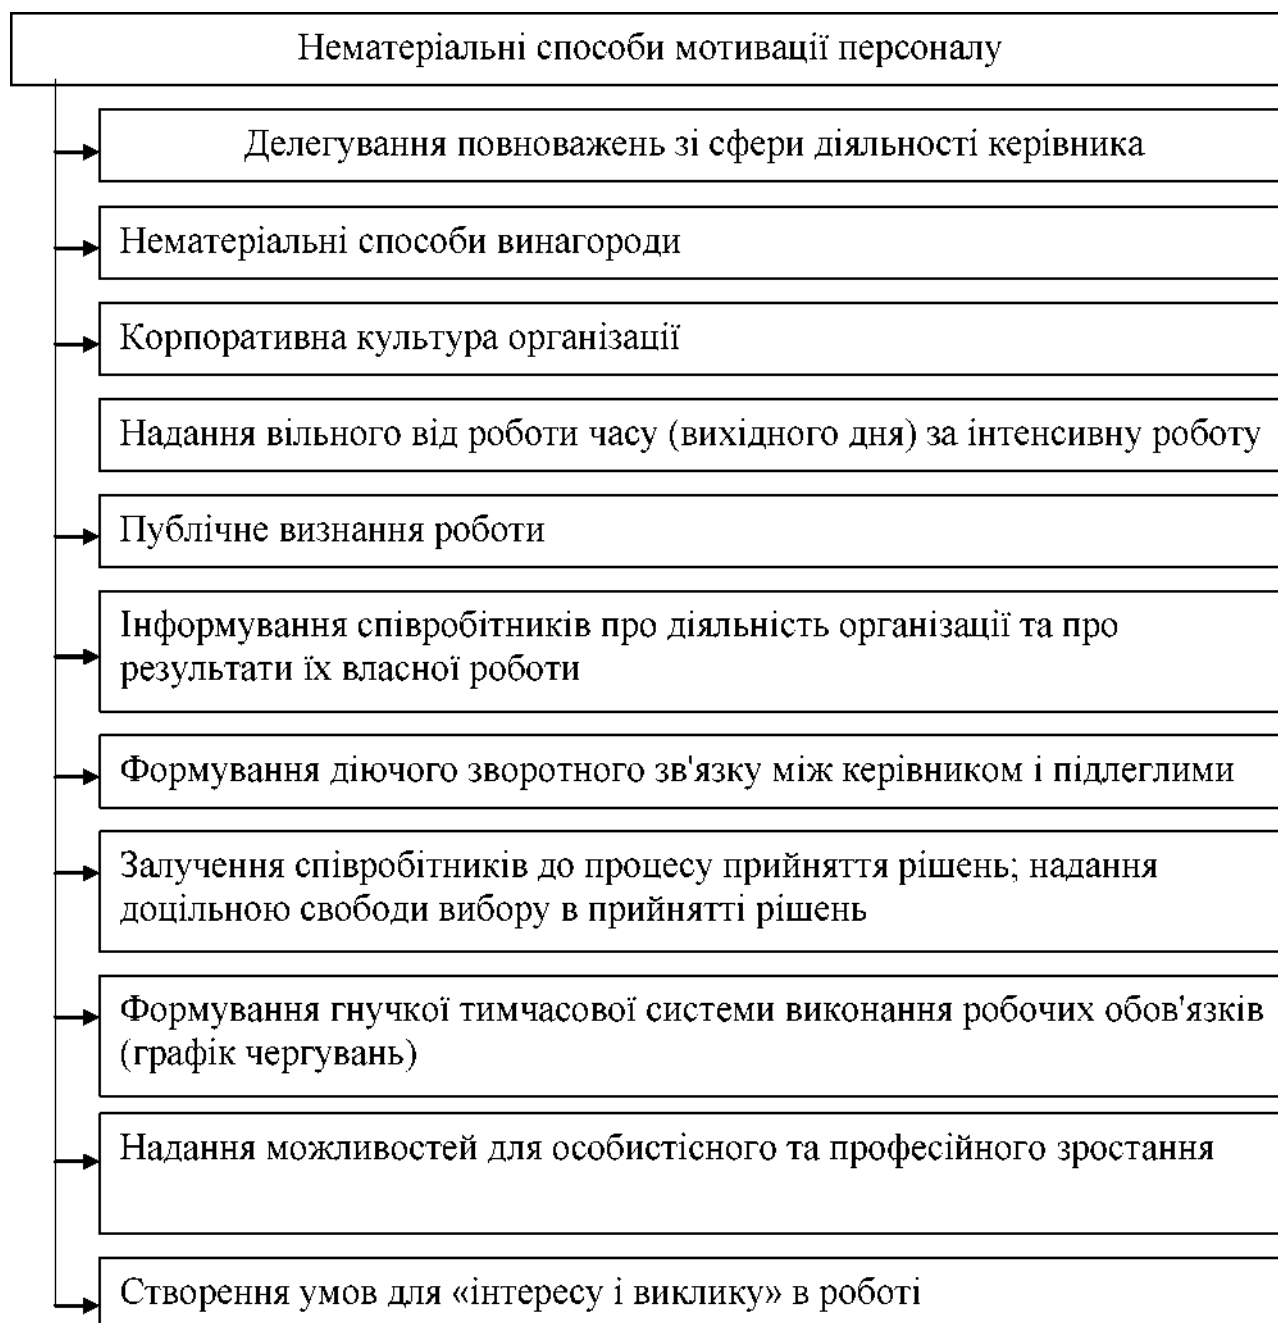 Нематеріальні способи мотивації персоналу
Делегування повноважень зі сфери діяльності керівника
Нематеріальні способи винагороди
Корпоративна культура організації
Надання вільного від роботи часу (вихідного дня) за інтенсивну роботу
Публічне визнання роботи
Інформування співробітників про діяльність організації та про
результати їх власної роботи
Формування діючого зворотного зв'язку між керівником і підлеглими
Залучення співробітників до процесу прийняття рішень; надання
доцільною свободи вибору в прийнятті рішень
Формування гнучкої тимчасової системи виконання робочих обов'язків
(графік чергувань)
Надання можливостей для особистісного та професійного зростання
Створення умов для «інтересу і виклику» в роботі